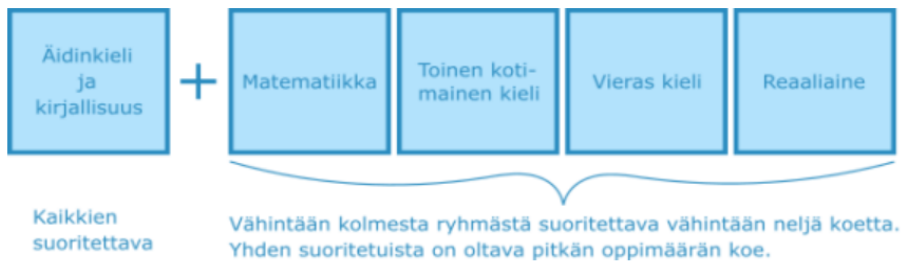 Äidinkieli
ja
kirjallisuus
+
Matematiikka
Toinen koti-
mainen kieli
Vieras kieli
Reaaliaine
Kaikkien
suoritettava
Vähintään kolmesta ryhmästä suoritettava vähintään neljä koetta.
Yhden suoritetuista on oltava pitkän oppimäärän koe.